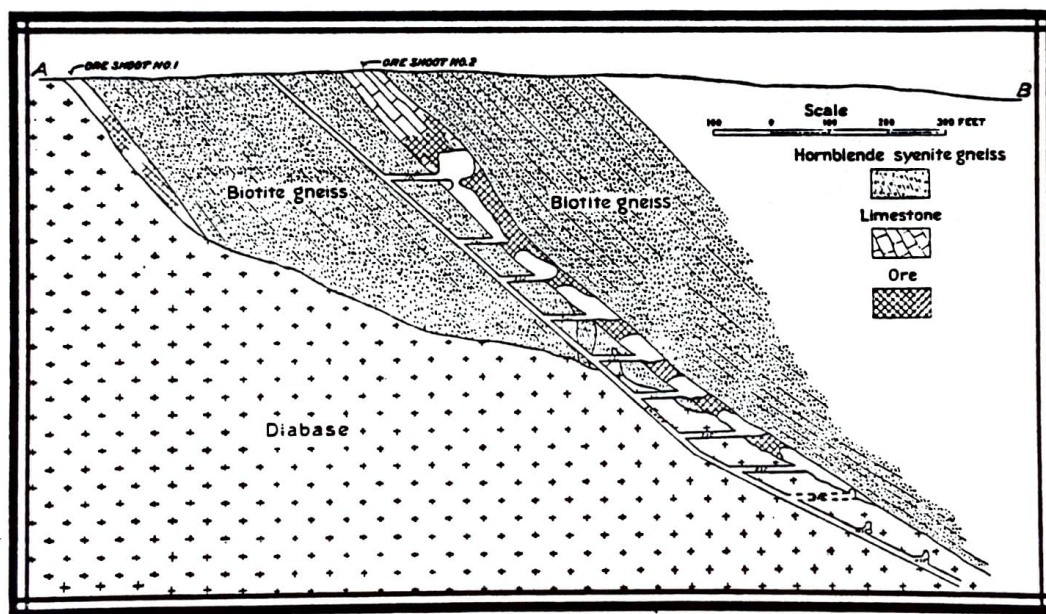 ORE SHOOT NO.1
ORE SHOOT NO.2
A
B
Scale
100 0 100 200 300 FEET
Hornblende syenite gneiss
Limestone
Ore
Biotite gneiss
Biotite gneiss
Diabase